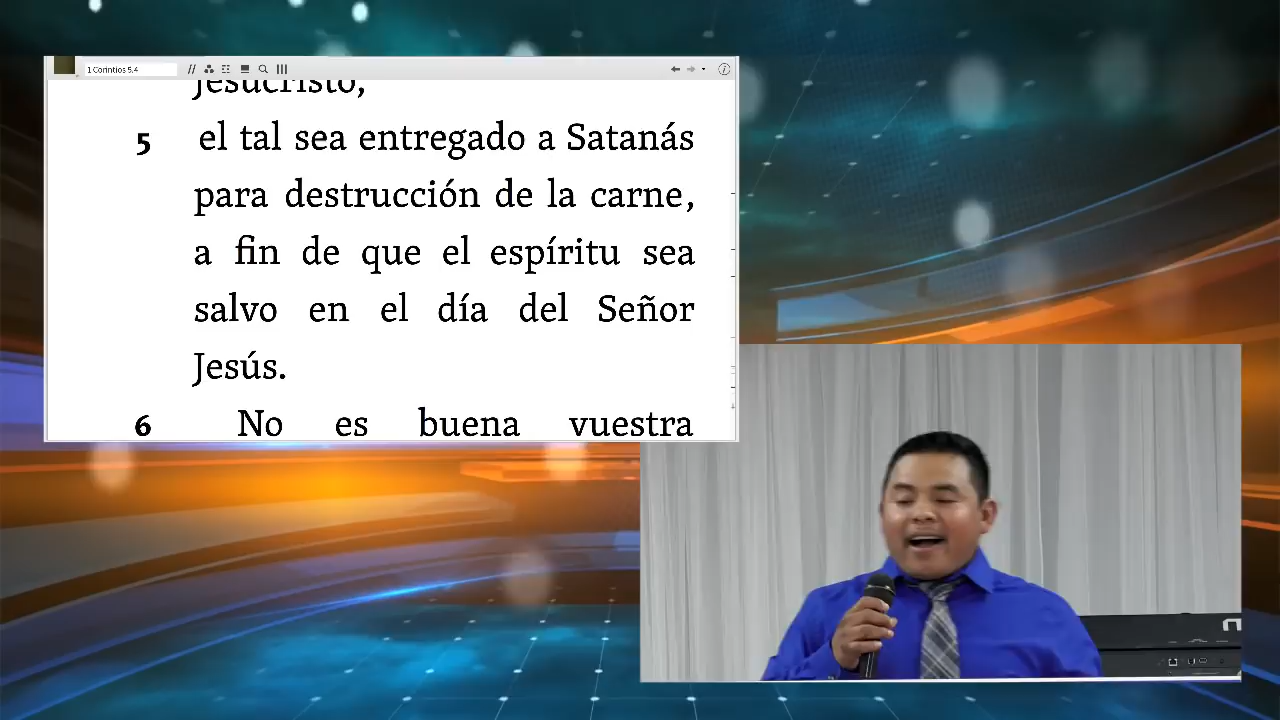 1 Corintios 5.4
Jesucristo,
5 el tal sea entregado a Satanás
para destrucción de la carne,
a fin de que el espíritu sea
salvo en el día del Señor
Jesús.
6 No es buena vuestra